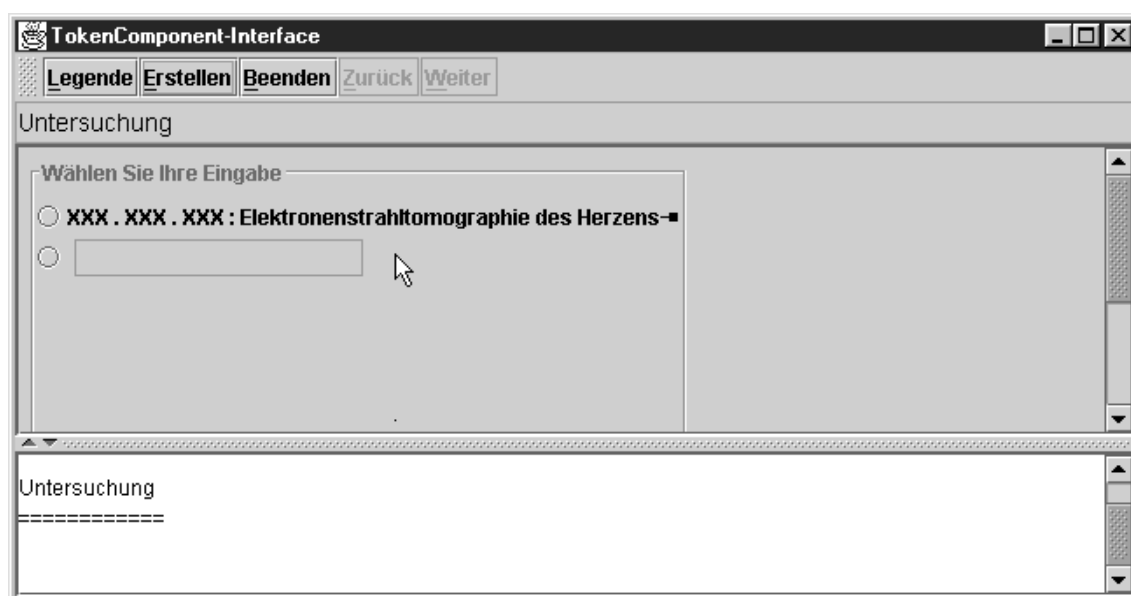 TokenComponent-Interface
Legende Erstellen Beenden Zurück Weiter
Untersuchung
Wählen Sie Ihre Eingabe
XXX . XXX . XXX : Elektronenstrahltomographie des Herzens
Untersuchung
============